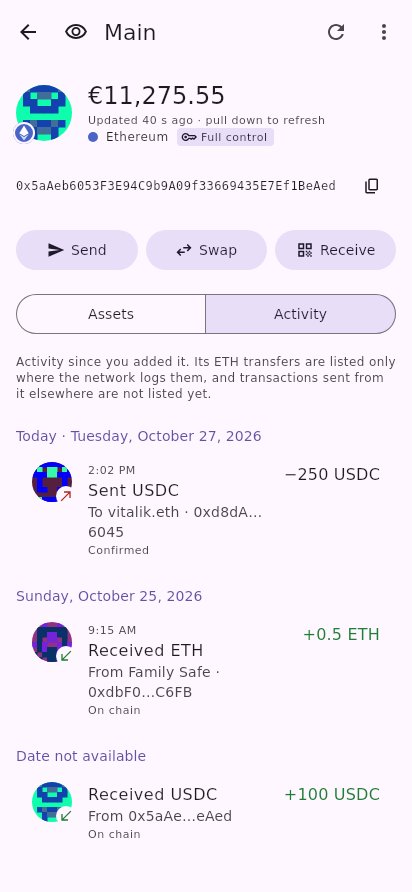 Main
€11,275.55
Updated 40 s ago · pull down to refresh
Ethereum Full control
0x5aAeb6053F3E94C9b9A09f33669435E7Ef1BeAed
Send Swap Receive
Assets Activity
Activity since you added it. Its ETH transfers are listed only
where the network logs them, and transactions sent from
it elsewhere are not listed yet.
Today · Tuesday, October 27, 2026
2:02 PM
Sent USDC
−250 USDC
To vitalik.eth · 0xd8dA…
6045
Confirmed
Sunday, October 25, 2026
9:15 AM
Received ETH
+0.5 ETH
From Family Safe ·
0xdbF0…C6FB
On chain
Date not available
Received USDC
+100 USDC
From 0x5aAe…eAed
On chain